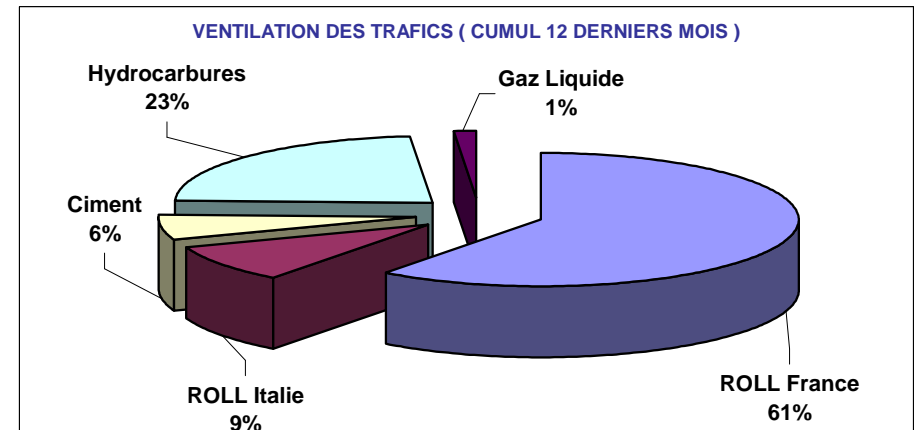 VENTILATION DES TRAFICS ( CUMUL 12 DERNIERS MOIS )
Hydrocarbures
23%
Gaz Liquide
1%
Ciment
6%
ROLL Italie
9%
ROLL France
61%